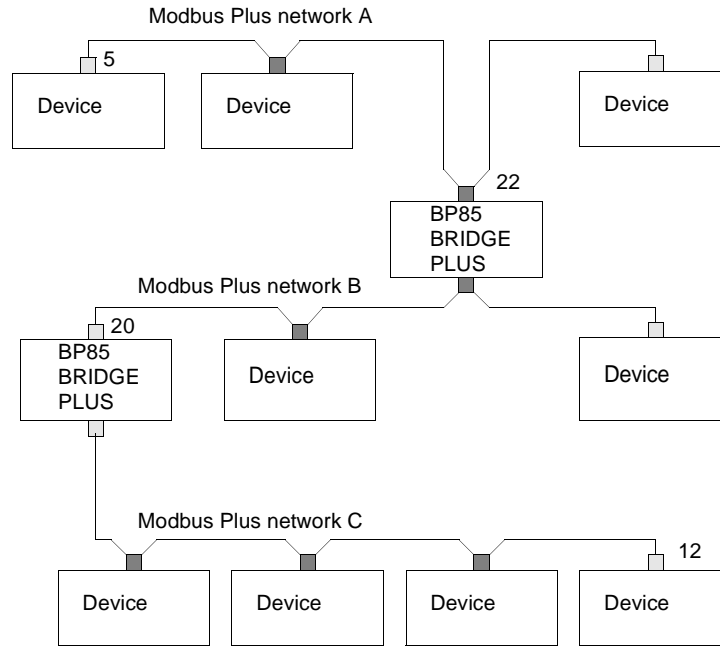 Modbus Plus network A
5
Device
Device
Device
22
BP85
BRIDGE
PLUS
Modbus Plus network B
20
BP85
BRIDGE
PLUS
Device
Device
Modbus Plus network C
12
Device
Device
Device
Device